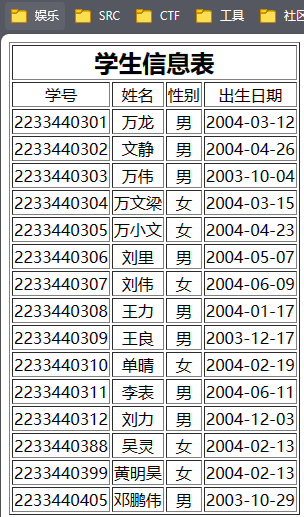 娱乐 SRC CTF 工具 社区
学生信息表
学号 姓名 性别 出生日期
2233440301 万龙 男 2004-03-12
2233440302 文静 男 2004-04-26
2233440303 万伟 男 2003-10-04
2233440304 万文梁 女 2004-03-15
2233440305 万小文 女 2004-04-23
2233440306 刘里 男 2004-05-07
2233440307 刘伟 女 2004-06-09
2233440308 王力 男 2004-01-17
2233440309 王良 男 2003-12-17
2233440310 单晴 女 2004-02-19
2233440311 李表 男 2004-06-11
2233440312 刘力 男 2004-12-03
2233440388 吴灵 女 2004-02-13
2233440399 黄明昊 女 2004-02-13
2233440405 邓鹏伟 男 2003-10-29